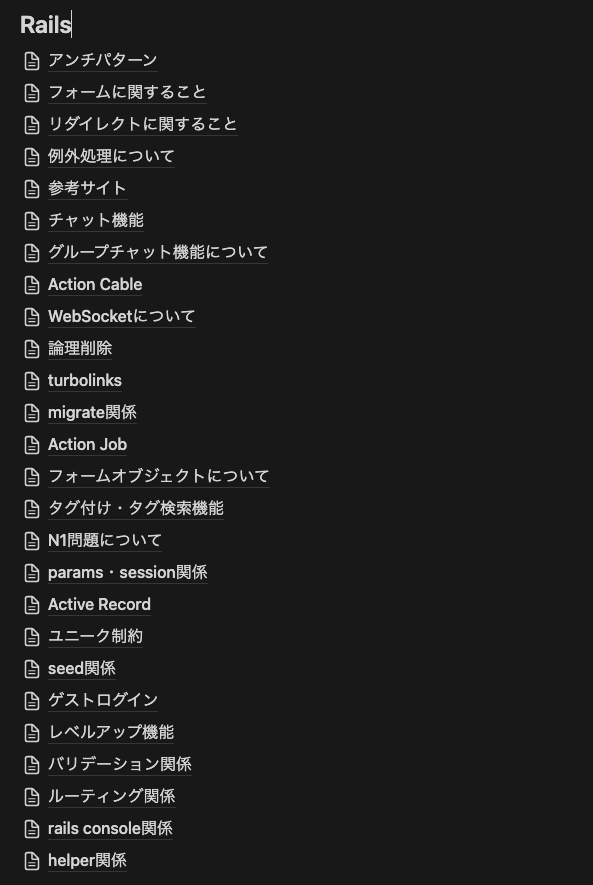 Rails
アンチパターン
フォームに関すること
リダイレクトに関すること
例外処理について
参考サイト
チャット機能
グループチャット機能について
Action Cable
WebSocketについて
論理削除
turbolinks
migrate関係
Action Job
フォームオブジェクトについて
タグ付け・タグ検索機能
N1問題について
params・session関係
Active Record
ユニーク制約
seed関係
ゲストログイン
レベルアップ機能
バリデーション関係
ルーティング関係
rails console関係
helper関係